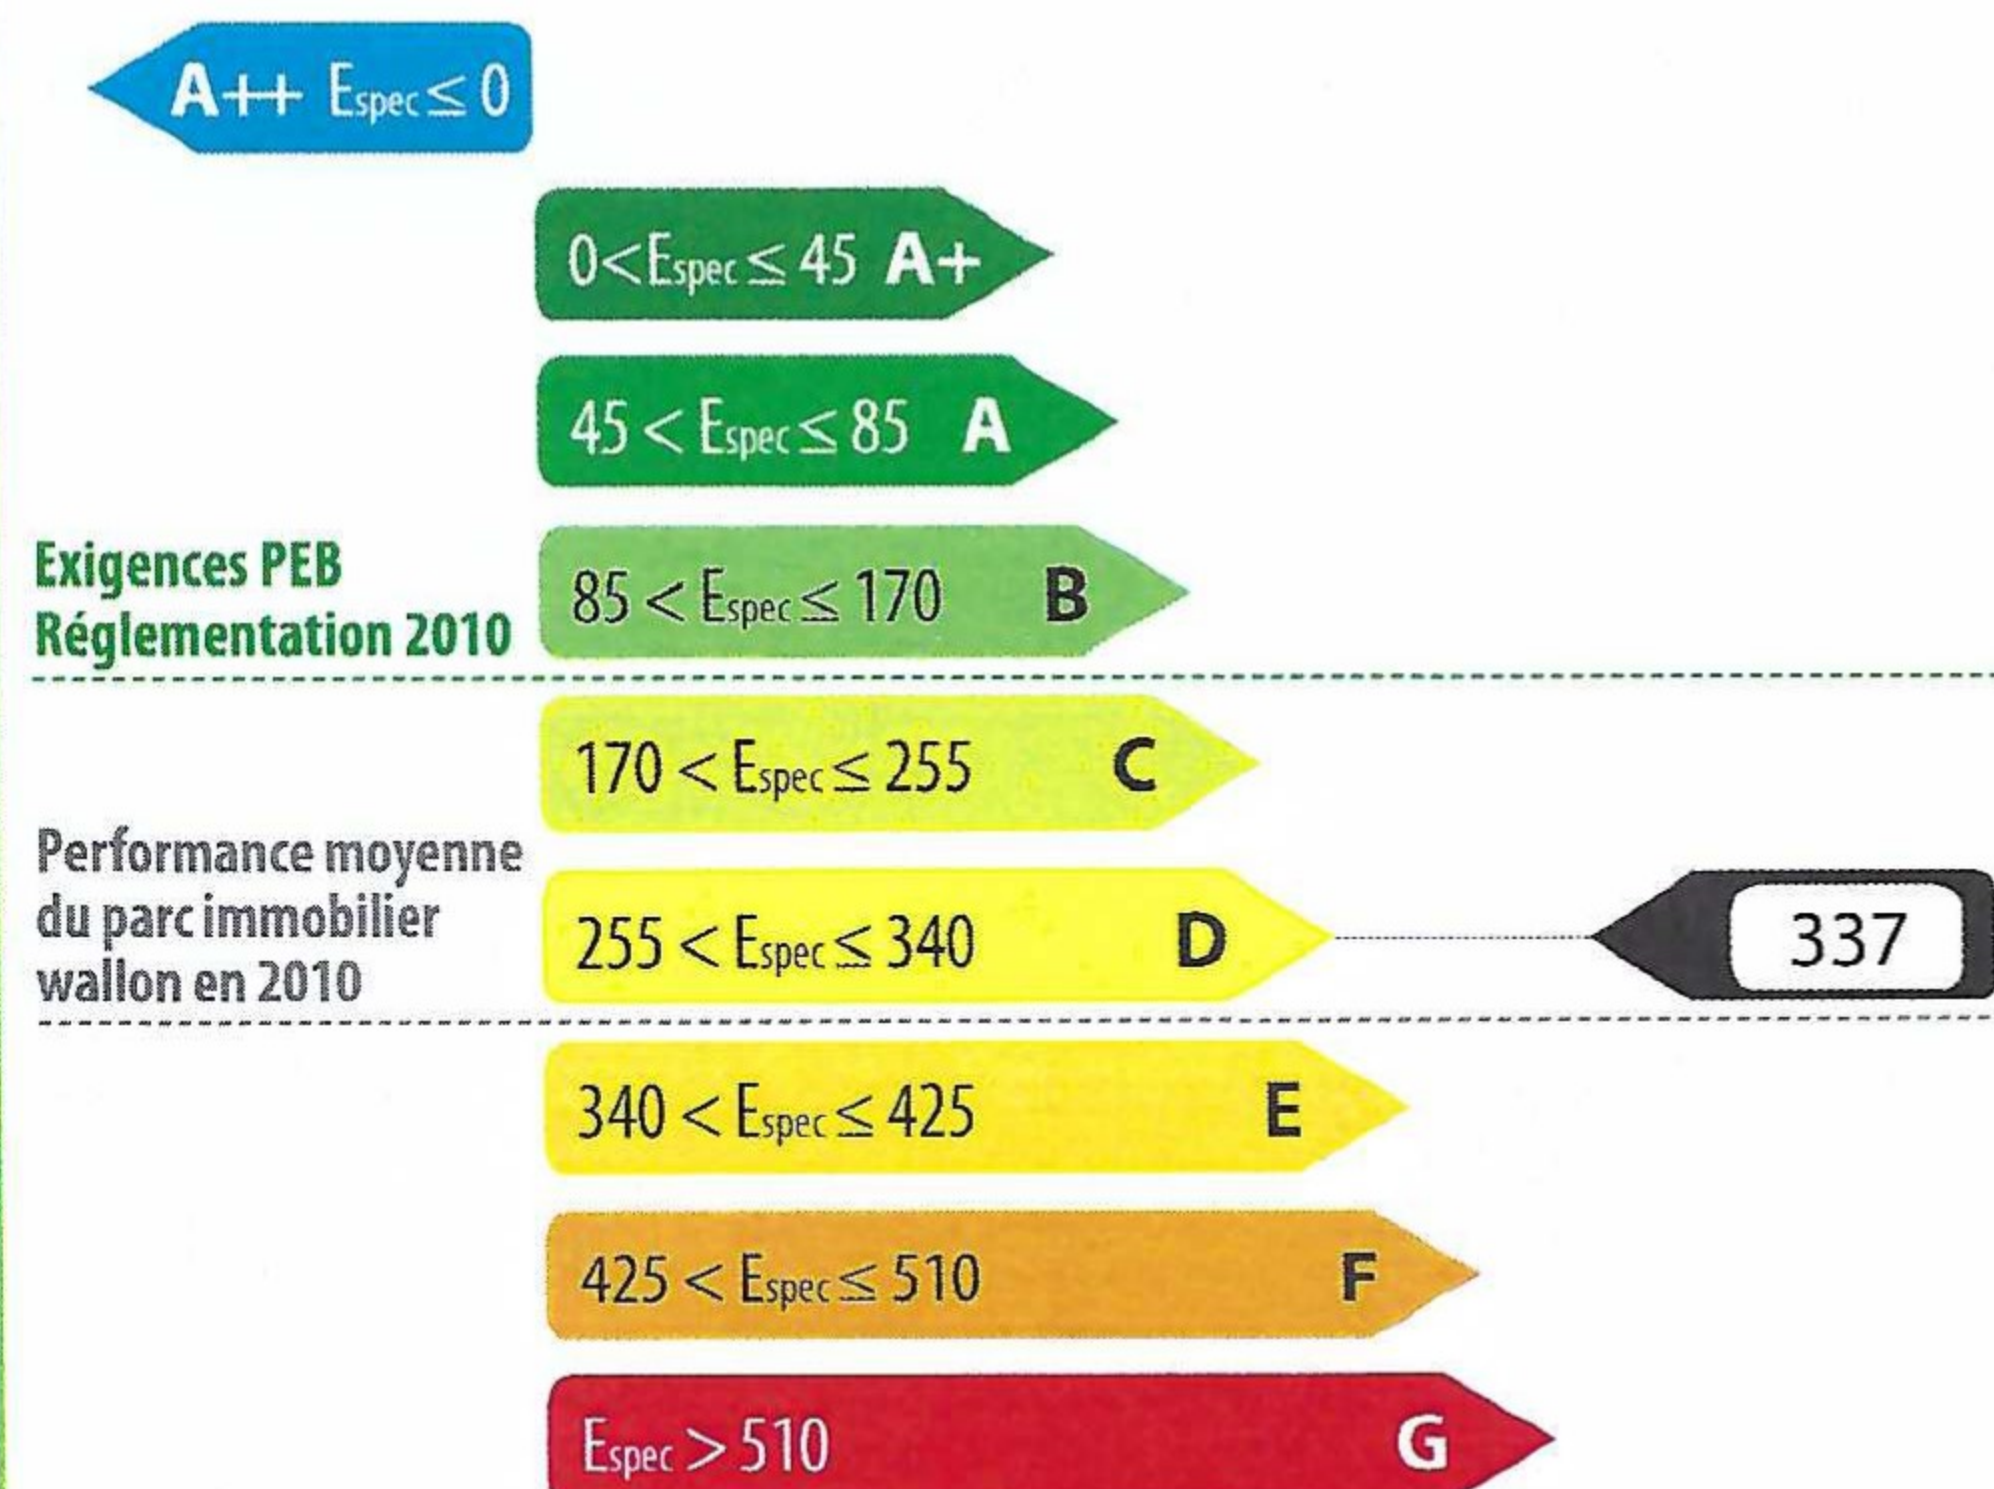 A++ Espec ≤ 0
0 < Espec ≤ 45 A+
45 < Espec ≤ 85 A
Exigences PEB
Réglementation 2010
85 < Espec ≤ 170 B
170 < Espec ≤ 255 C
Performance moyenne
du parc immobilier
wallon en 2010
255 < Espec ≤ 340 D
337
340 < Espec ≤ 425 E
425 < Espec ≤ 510 F
Espec > 510 G